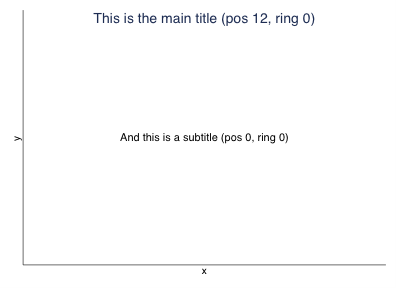 This is the main title (pos 12, ring 0)
And this is a subtitle (pos 0, ring 0)
y
x